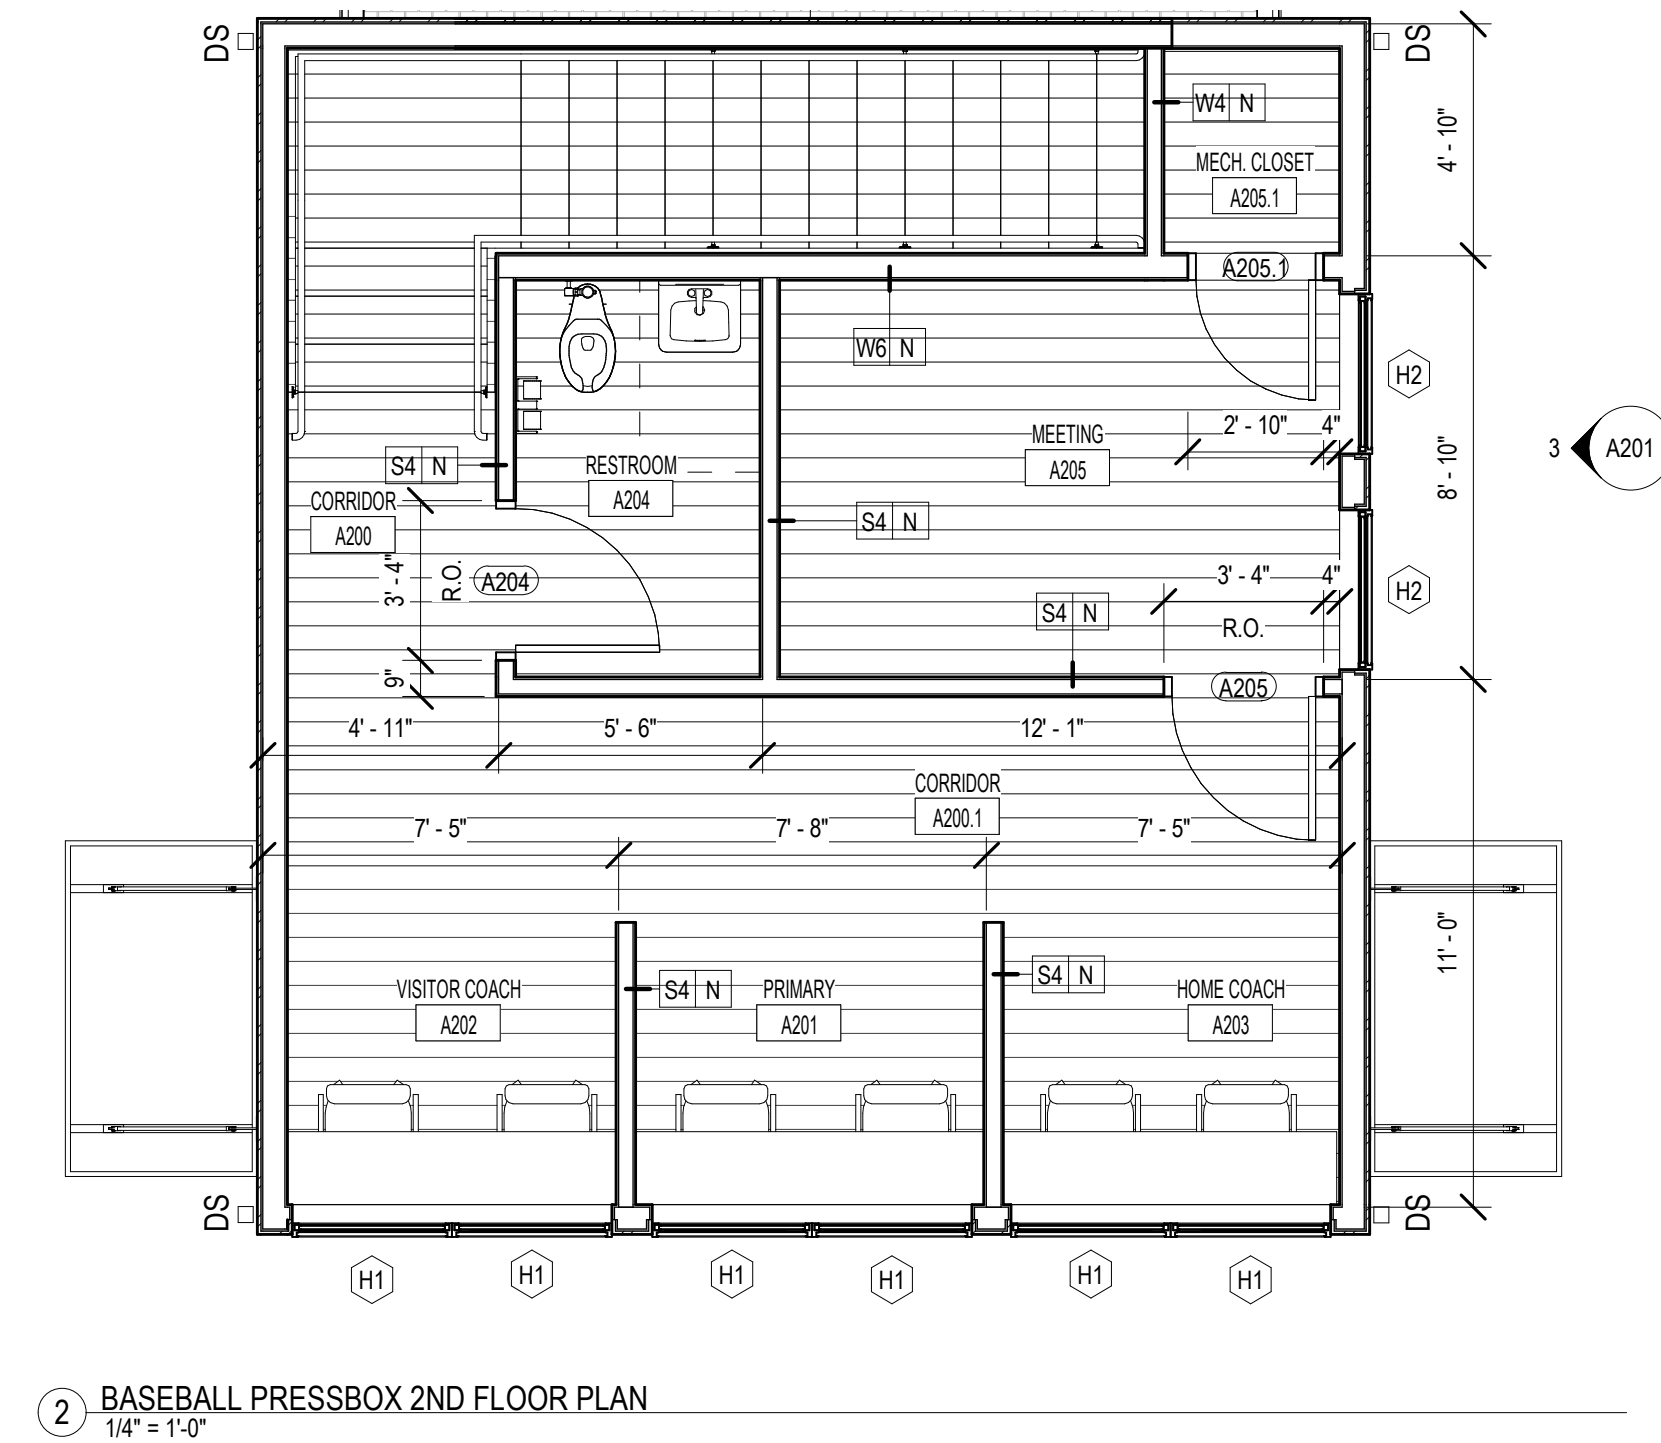 DS
DS
W4 N
4' - 10"
MECH. CLOSET
A205.1
A205.1
W6 N
H2
2' - 10"
4"
MEETING
A205
3
A201
8' - 10"
S4 N
RESTROOM
A204
CORRIDOR
A200
S4 N
3' - 4"
R.O.
A204
3' - 4"
4"
H2
S4 N
R.O.
9"
A205
4' - 11"
5' - 6"
12' - 1"
CORRIDOR
A200.1
7' - 5"
7' - 8"
7' - 5"
11' - 0"
VISITOR COACH
A202
S4 N
PRIMARY
A201
S4 N
HOME COACH
A203
DS
DS
H1
H1
H1
H1
H1
H1
2
BASEBALL PRESSBOX 2ND FLOOR PLAN
1/4" = 1'-0"